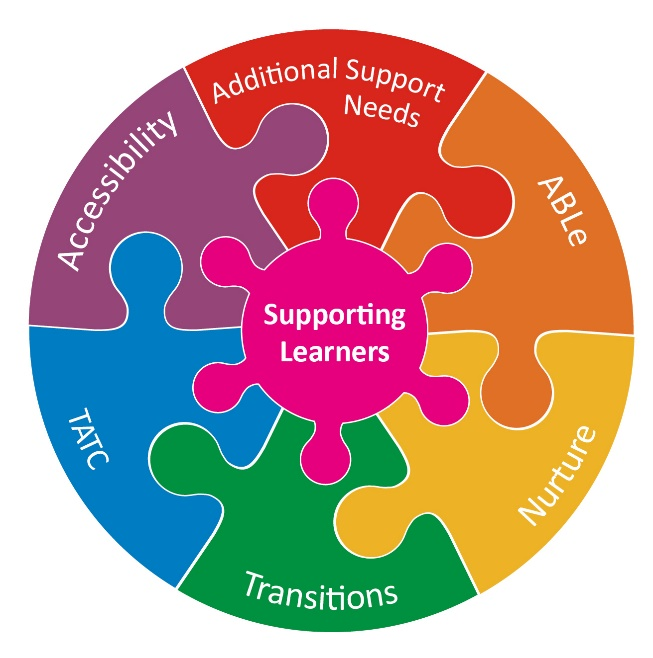 Additional Support
Needs
ABLe
Nurture
Transitions
TATC
Accessibility
Supporting
Learners